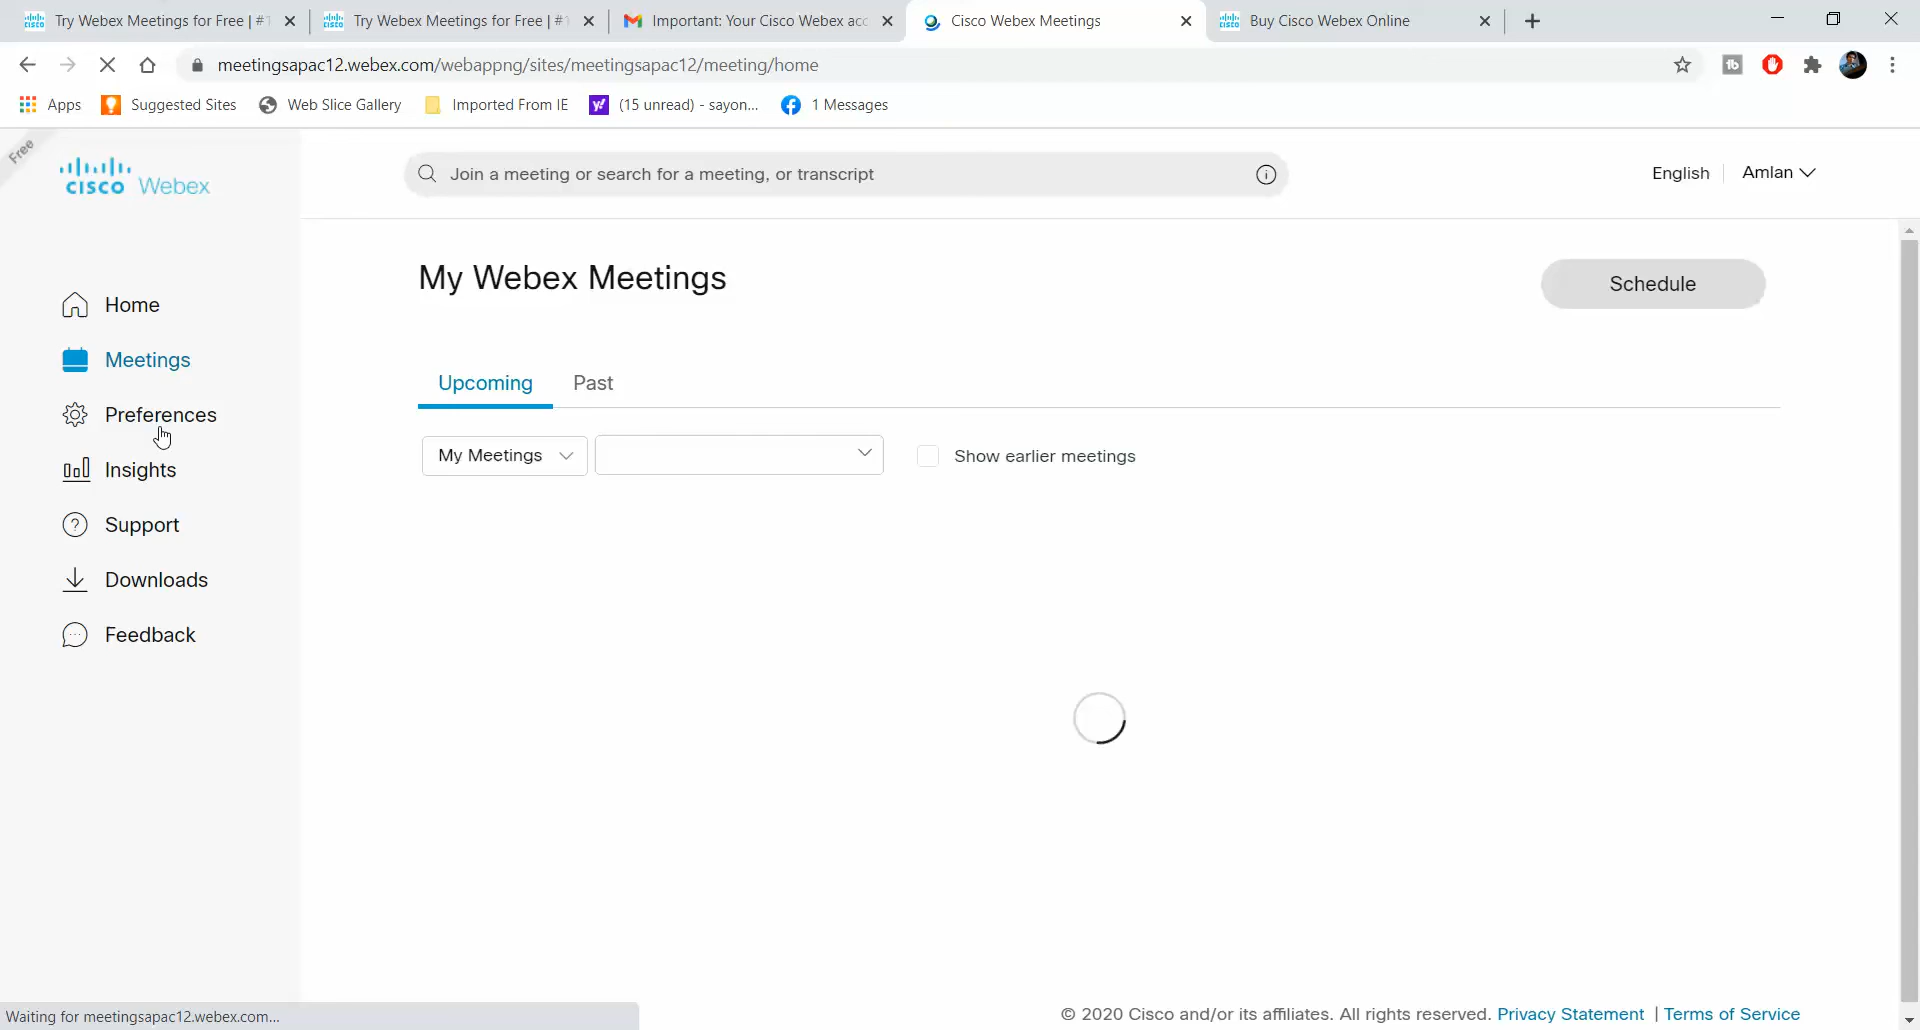 Try Webex Meetings for Free | #1
Try Webex Meetings for Free | #1
Important: Your Cisco Webex acc
Cisco Webex Meetings
Buy Cisco Webex Online
meetingsapac12.webex.com/webappng/sites/meetingsapac12/meeting/home
Apps
Suggested Sites
Web Slice Gallery
Imported From IE
(15 unread) - sayon...
1 Messages
Free
cisco Webex
Join a meeting or search for a meeting, or transcript
English
Amlan
My Webex Meetings
Schedule
Home
Meetings
Preferences
Insights
Support
Downloads
Feedback
Upcoming
Past
My Meetings
Show earlier meetings
Waiting for meetingsapac12.webex.com...
© 2020 Cisco and/or its affiliates. All rights reserved. Privacy Statement | Terms of Service